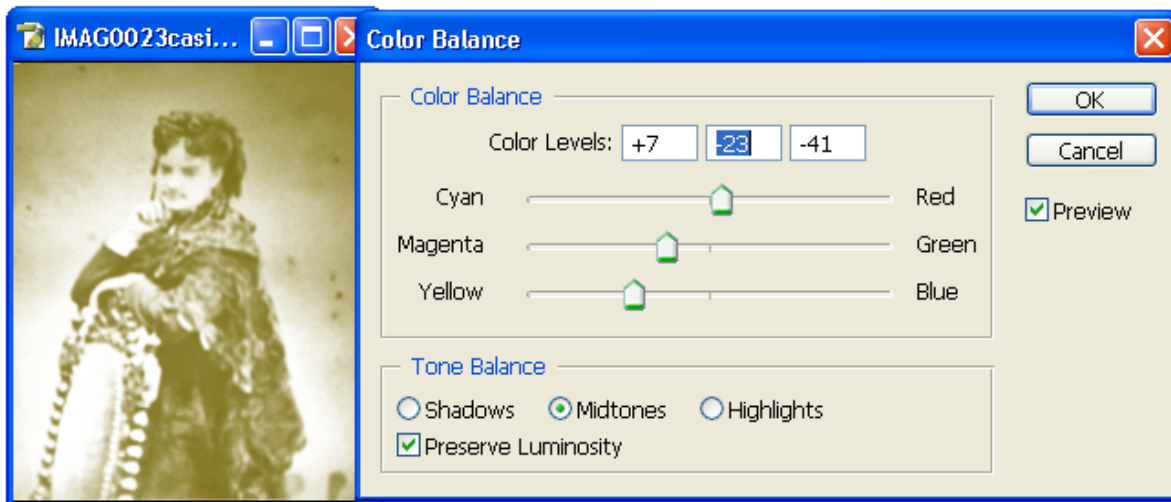 IMAG0023casi...
Color Balance
Color Balance
Color Levels: +7 -23 -41
Cyan Red
Magenta Green
Yellow Blue
Tone Balance
Shadows Midtones Highlights
Preserve Luminosity
OK
Cancel
Preview